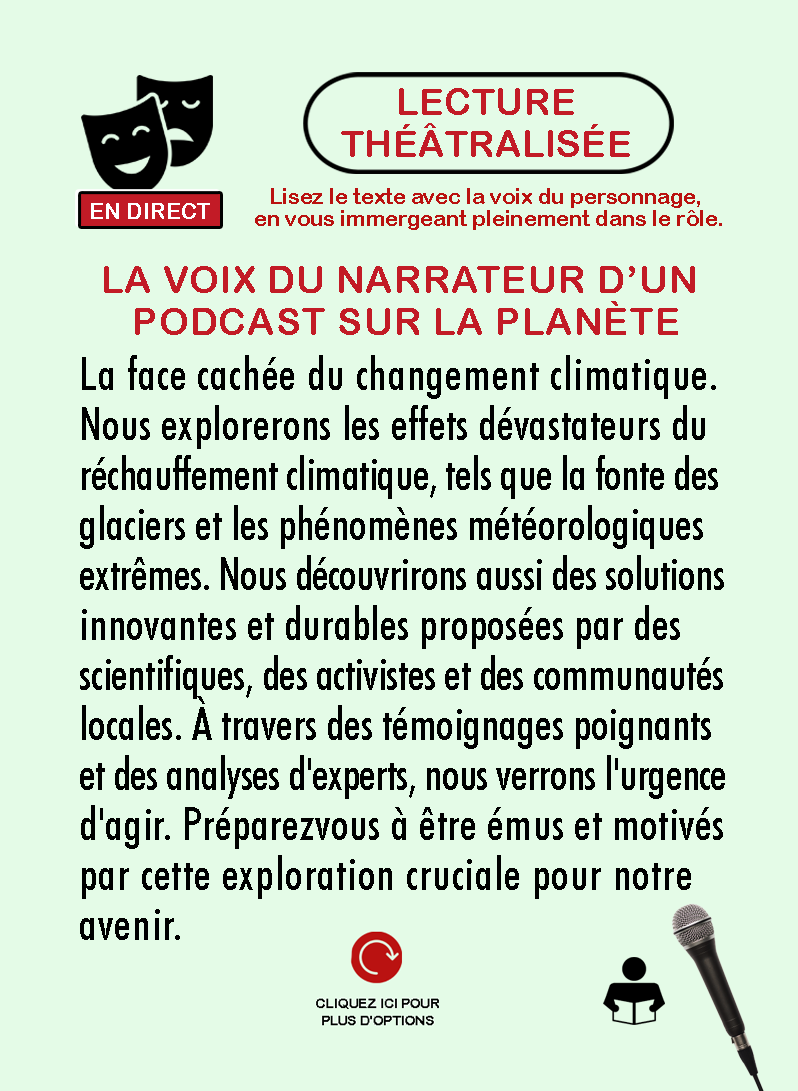 LECTURE
THÉÂTRALISÉE
EN DIRECT
Lisez le texte avec la voix du personnage,
en vous immergeant pleinement dans le rôle.
LA VOIX DU NARRATEUR D’UN
PODCAST SUR LA PLANÈTE
La face cachée du changement climatique.
Nous explorerons les effets dévastateurs du
réchauffement climatique, tels que la fonte des
glaciers et les phénomènes météorologiques
extrêmes. Nous découvrirons aussi des solutions
innovantes et durables proposées par des
scientifiques, des activistes et des communautés
locales. À travers des témoignages poignants
et des analyses d'experts, nous verrons l'urgence
d'agir. Préparezvous à être émus et motivés
par cette exploration cruciale pour notre
avenir.
CLIQUEZ ICI POUR
PLUS D'OPTIONS